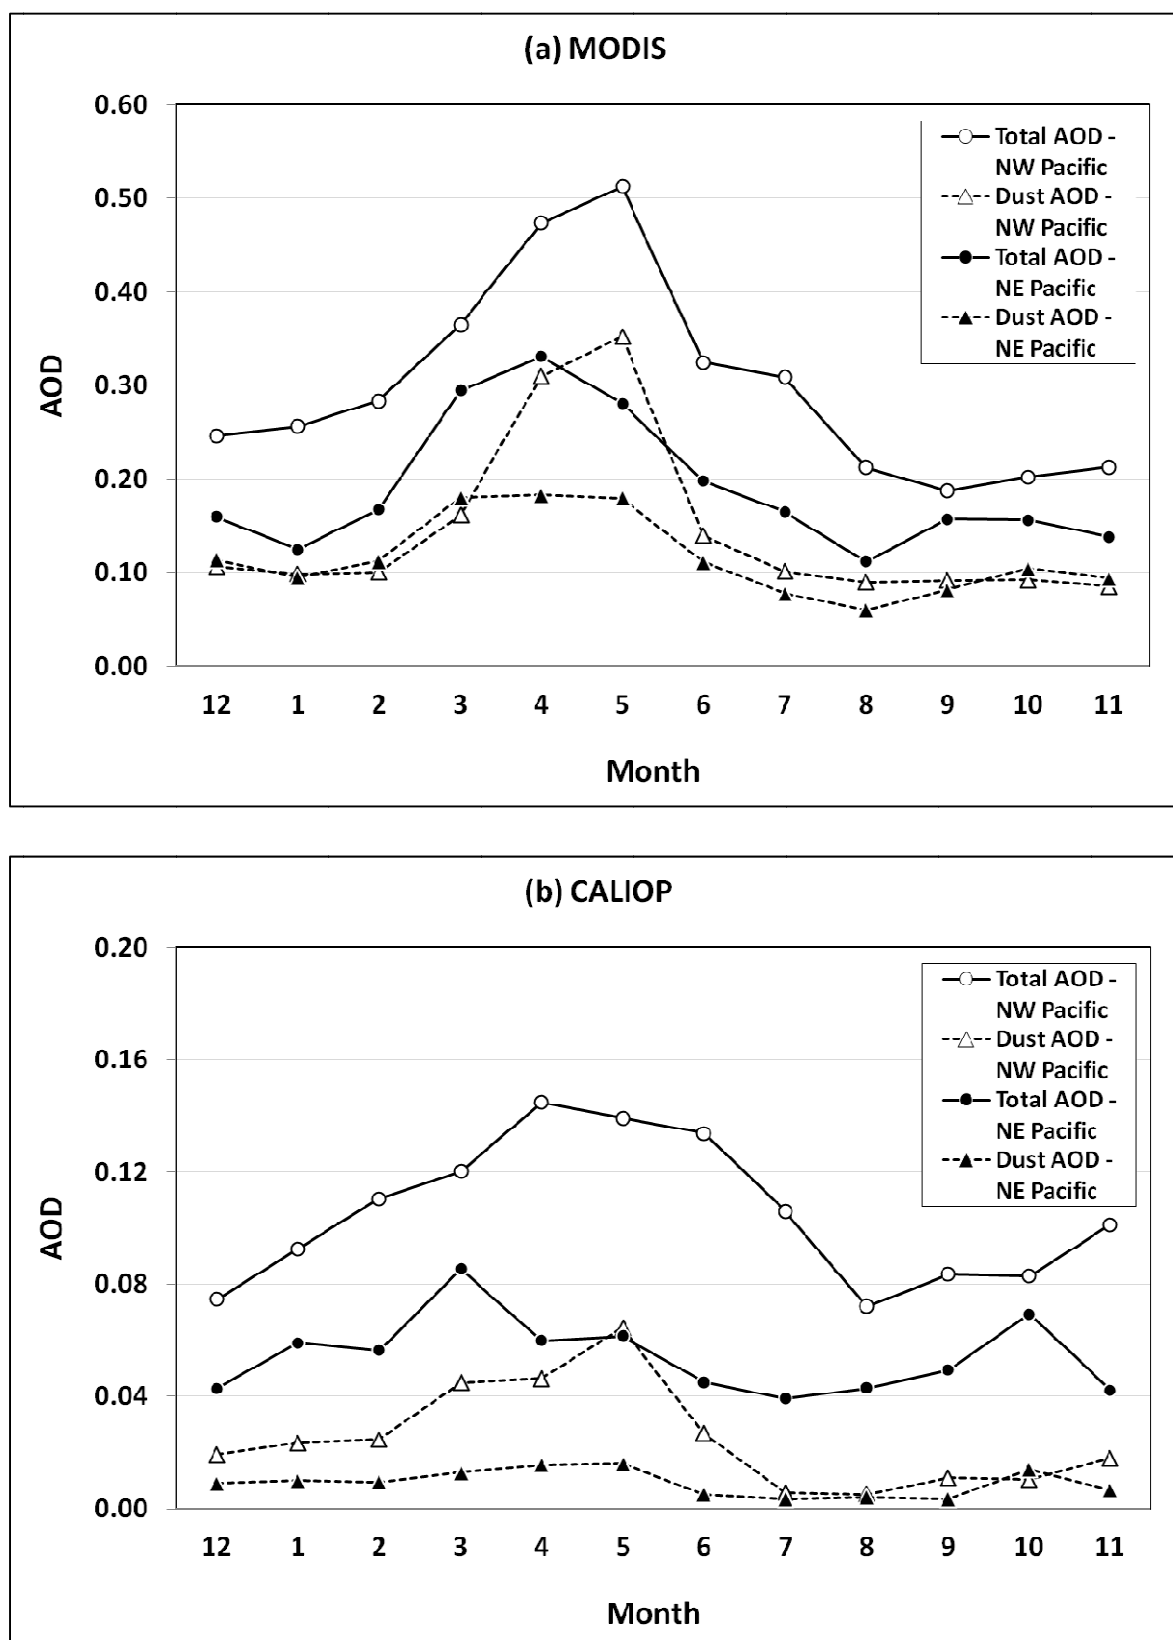 (a) MODIS
0.60
0.50
0.40
0.30
0.20
0.10
0.00
AOD
Total AOD -
NW Pacific
Dust AOD -
NW Pacific
Total AOD -
NE Pacific
Dust AOD -
NE Pacific
12 1 2 3 4 5 6 7 8 9 10 11
Month
(b) CALIOP
0.20
0.16
0.12
0.08
0.04
0.00
AOD
Total AOD -
NW Pacific
Dust AOD -
NW Pacific
Total AOD -
NE Pacific
Dust AOD -
NE Pacific
12 1 2 3 4 5 6 7 8 9 10 11
Month